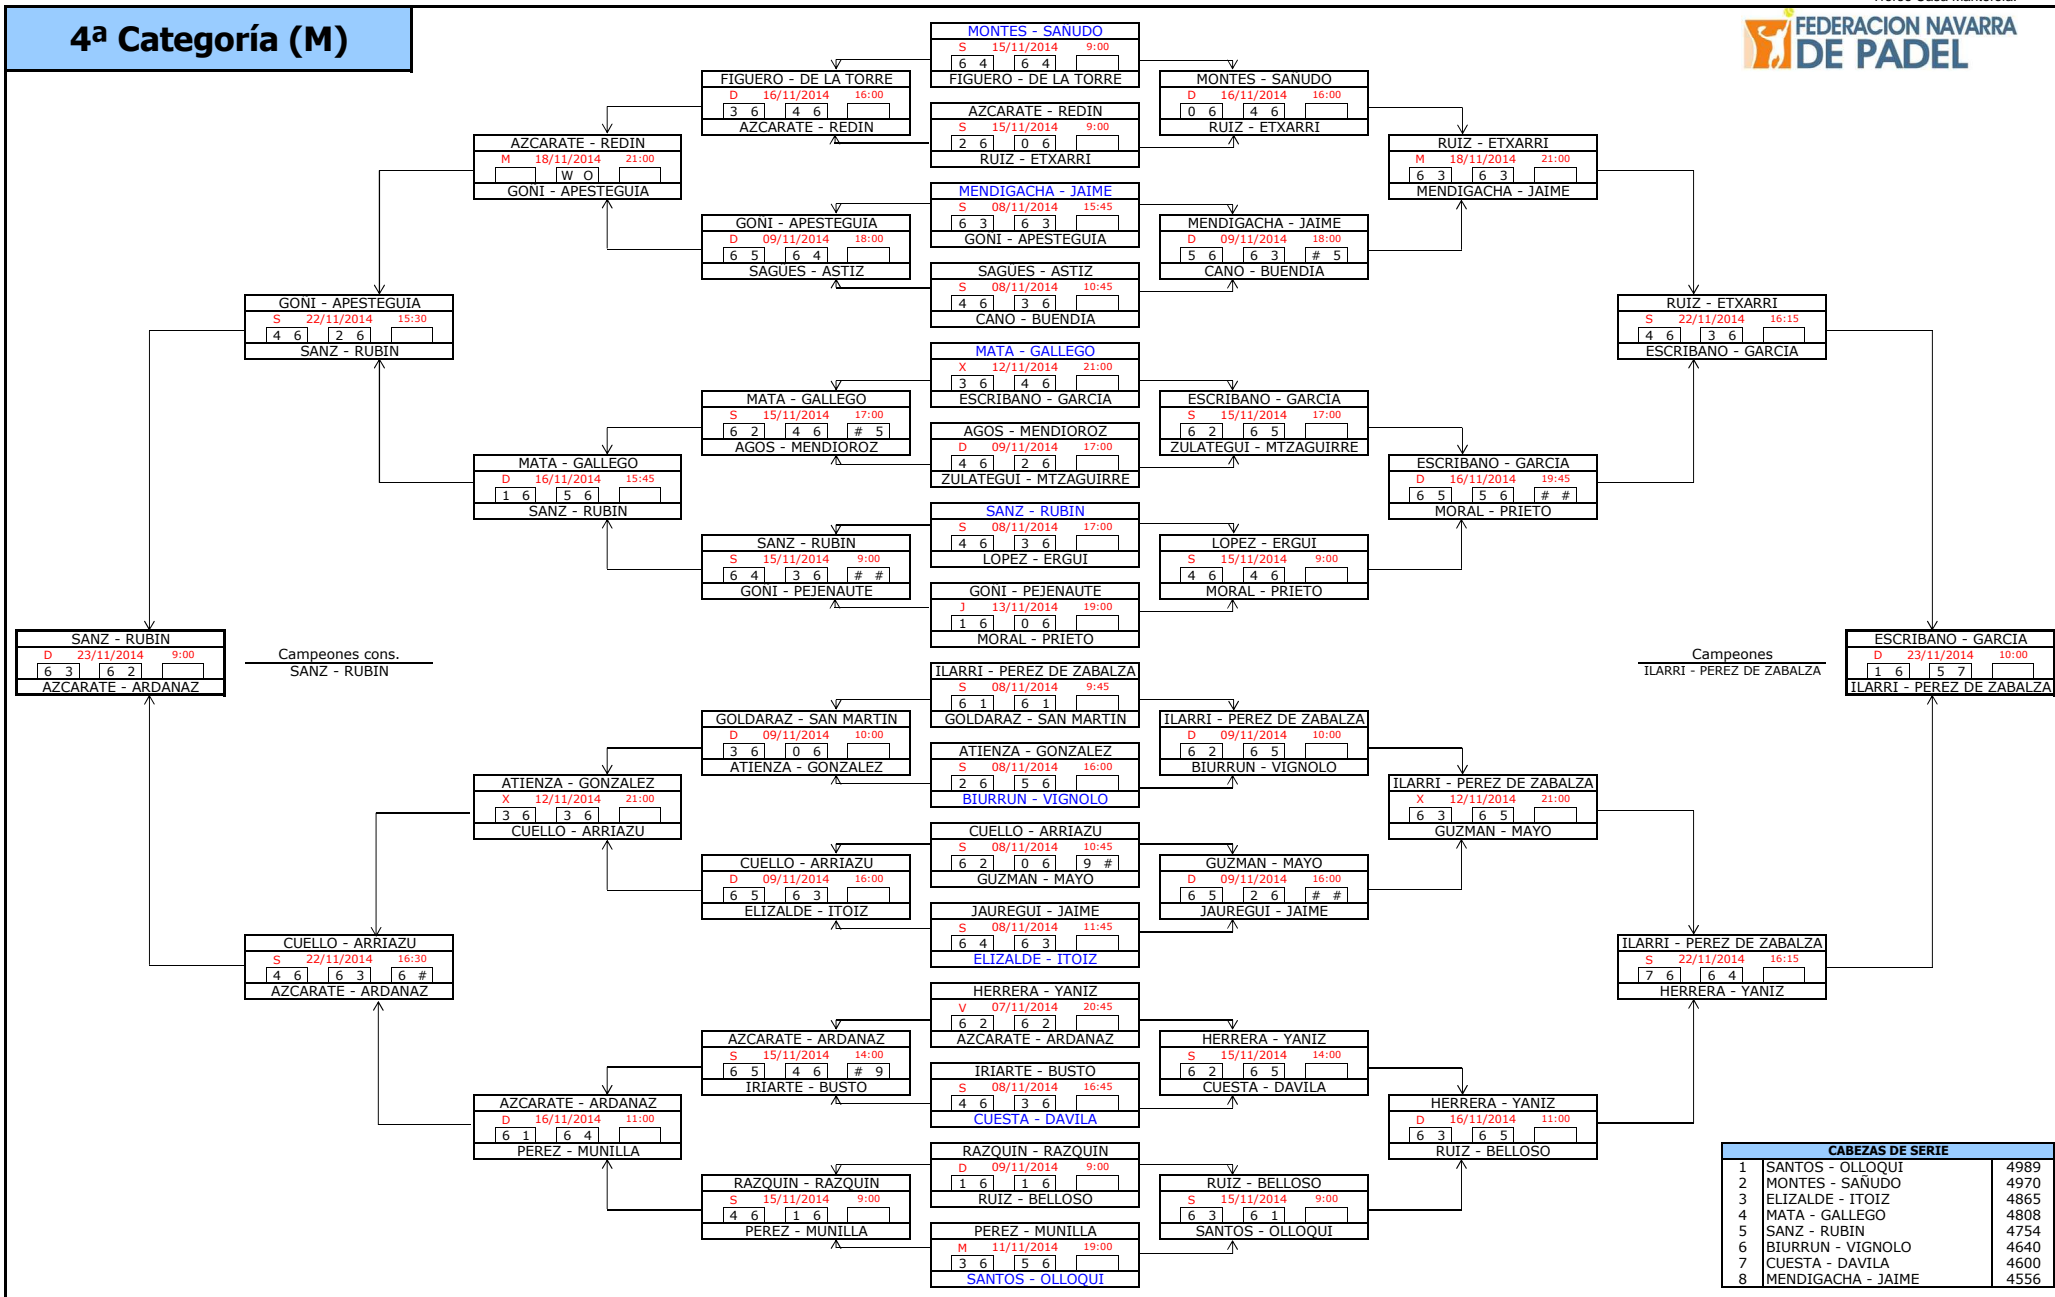 4ª Categoría (M)
FEDERACION NAVARRA
DE PADEL
MONTES - SAÑUDO
S 15/11/2014 9:00
6 4 6 4
FIGUERO - DE LA TORRE
AZCARATE - REDIN
S 15/11/2014 9:00
2 6 0 6
RUIZ - ETXARRI
MENDIGACHA - JAIME
S 08/11/2014 15:45
6 3 6 3
GOÑI - APESTEGUIA
SAGÜES - ASTIZ
S 08/11/2014 10:45
4 6 3 6
CANO - BUENDIA
MATA - GALLEGO
X 12/11/2014 21:00
3 6 4 6
ESCRIBANO - GARCIA
AGOS - MENDIOROZ
D 09/11/2014 17:00
4 6 2 6
ZULATEGUI - MTZAGUIRRE
SANZ - RUBIN
S 08/11/2014 17:00
4 6 3 6
LOPEZ - ERGUI
GOÑI - PEJENAUTE
J 13/11/2014 19:00
1 6 0 6
MORAL - PRIETO
ILARRI - PEREZ DE ZABALZA
S 08/11/2014 9:45
6 1 6 1
GOLDARAZ - SAN MARTIN
ATIENZA - GONZALEZ
S 08/11/2014 16:00
2 6 5 6
BIURRUN - VIGNOLO
CUELLO - ARRIAZU
S 08/11/2014 10:45
6 2 0 6 9 #
GUZMAN - MAYO
JAUREGUI - JAIME
S 08/11/2014 11:45
6 4 6 3
ELIZALDE - ITOIZ
HERRERA - YANIZ
V 07/11/2014 20:45
6 2 6 2
AZCARATE - ARDANAZ
IRIARTE - BUSTO
S 08/11/2014 16:45
4 6 3 6
CUESTA - DAVILA
RAZQUIN - RAZQUIN
D 09/11/2014 9:00
1 6 1 6
RUIZ - BELLOSO
PEREZ - MUNILLA
M 11/11/2014 19:00
3 6 5 6
SANTOS - OLLOQUI
FIGUERO - DE LA TORRE
D 16/11/2014 16:00
3 6 4 6
AZCARATE - REDIN
GOÑI - APESTEGUIA
D 09/11/2014 18:00
6 5 6 4
SAGÜES - ASTIZ
MATA - GALLEGO
S 15/11/2014 17:00
6 2 4 6 # 5
AGOS - MENDIOROZ
SANZ - RUBIN
S 15/11/2014 9:00
6 4 3 6 # #
GOÑI - PEJENAUTE
GOLDARAZ - SAN MARTIN
D 09/11/2014 10:00
3 6 0 6
ATIENZA - GONZALEZ
CUELLO - ARRIAZU
D 09/11/2014 16:00
6 5 6 3
ELIZALDE - ITOIZ
AZCARATE - ARDANAZ
S 15/11/2014 14:00
6 5 4 6 # 9
IRIARTE - BUSTO
RAZQUIN - RAZQUIN
S 15/11/2014 9:00
4 6 1 6
PEREZ - MUNILLA
AZCARATE - REDIN
M 18/11/2014 21:00
W O
GOÑI - APESTEGUIA
MATA - GALLEGO
D 16/11/2014 15:45
1 6 5 6
SANZ - RUBIN
ATIENZA - GONZALEZ
X 12/11/2014 21:00
3 6 3 6
CUELLO - ARRIAZU
AZCARATE - ARDANAZ
D 16/11/2014 11:00
6 1 6 4
PEREZ - MUNILLA
GOÑI - APESTEGUIA
S 22/11/2014 15:30
4 6 2 6
SANZ - RUBIN
CUELLO - ARRIAZU
S 22/11/2014 16:30
4 6 6 3 6 #
AZCARATE - ARDANAZ
SANZ - RUBIN
D 23/11/2014 9:00
6 3 6 2
AZCARATE - ARDANAZ
Campeones cons.
SANZ - RUBIN
MONTES - SAÑUDO
D 16/11/2014 16:00
0 6 4 6
RUIZ - ETXARRI
MENDIGACHA - JAIME
D 09/11/2014 18:00
5 6 6 3 # 5
CANO - BUENDIA
ESCRIBANO - GARCIA
S 15/11/2014 17:00
6 2 6 5
ZULATEGUI - MTZAGUIRRE
LOPEZ - ERGUI
S 15/11/2014 9:00
4 6 4 6
MORAL - PRIETO
ILARRI - PEREZ DE ZABALZA
D 09/11/2014 10:00
6 2 6 5
BIURRUN - VIGNOLO
GUZMAN - MAYO
D 09/11/2014 16:00
6 5 2 6 # #
JAUREGUI - JAIME
HERRERA - YANIZ
S 15/11/2014 14:00
6 2 6 5
CUESTA - DAVILA
RUIZ - BELLOSO
S 15/11/2014 9:00
6 3 6 1
SANTOS - OLLOQUI
RUIZ - ETXARRI
M 18/11/2014 21:00
6 3 6 3
MENDIGACHA - JAIME
ESCRIBANO - GARCIA
D 16/11/2014 19:45
6 5 5 6 # #
MORAL - PRIETO
ILARRI - PEREZ DE ZABALZA
X 12/11/2014 21:00
6 3 6 5
GUZMAN - MAYO
HERRERA - YANIZ
D 16/11/2014 11:00
6 3 6 5
RUIZ - BELLOSO
RUIZ - ETXARRI
S 22/11/2014 16:15
4 6 3 6
ESCRIBANO - GARCIA
ILARRI - PEREZ DE ZABALZA
S 22/11/2014 16:15
7 6 6 4
HERRERA - YANIZ
Campeones
ILARRI - PEREZ DE ZABALZA
ESCRIBANO - GARCIA
D 23/11/2014 10:00
1 6 5 7
ILARRI - PEREZ DE ZABALZA
CABEZAS DE SERIE
1 SANTOS - OLLOQUI 4989
2 MONTES - SAÑUDO 4970
3 ELIZALDE - ITOIZ 4865
4 MATA - GALLEGO 4808
5 SANZ - RUBIN 4754
6 BIURRUN - VIGNOLO 4640
7 CUESTA - DAVILA 4600
8 MENDIGACHA - JAIME 4556